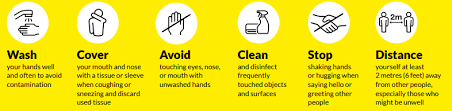 2m
Wash
your hands well
and often to avoid
contamination
Cover
your mouth and nose
with a tissue or sleeve
when coughing or
sneezing and discard
used tissue
Avoid
touching eyes, nose,
or mouth with
unwashed hands
Clean
and disinfect
frequently
touched objects
and surfaces
Stop
shaking hands
or hugging when
saying hello or
greeting other
people
Distance
yourself at least
2 metres (6 feet) away
from other people,
especially those who
might be unwell